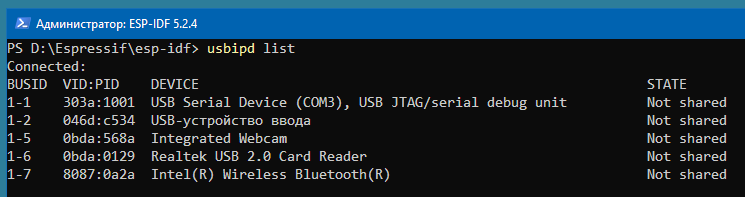 Администратор: ESP-IDF 5.2.4
PS D:\Espressif\esp-idf> usbipd list
Connected:
BUSID  VID:PID    DEVICE                                                        STATE
1-1    303a:1001  USB Serial Device (COM3), USB JTAG/serial debug unit          Not shared
1-2    046d:c534  USB-устройство ввода                                          Not shared
1-5    0bda:568a  Integrated Webcam                                             Not shared
1-6    0bda:0129  Realtek USB 2.0 Card Reader                                   Not shared
1-7    8087:0a2a  Intel(R) Wireless Bluetooth(R)                                Not shared